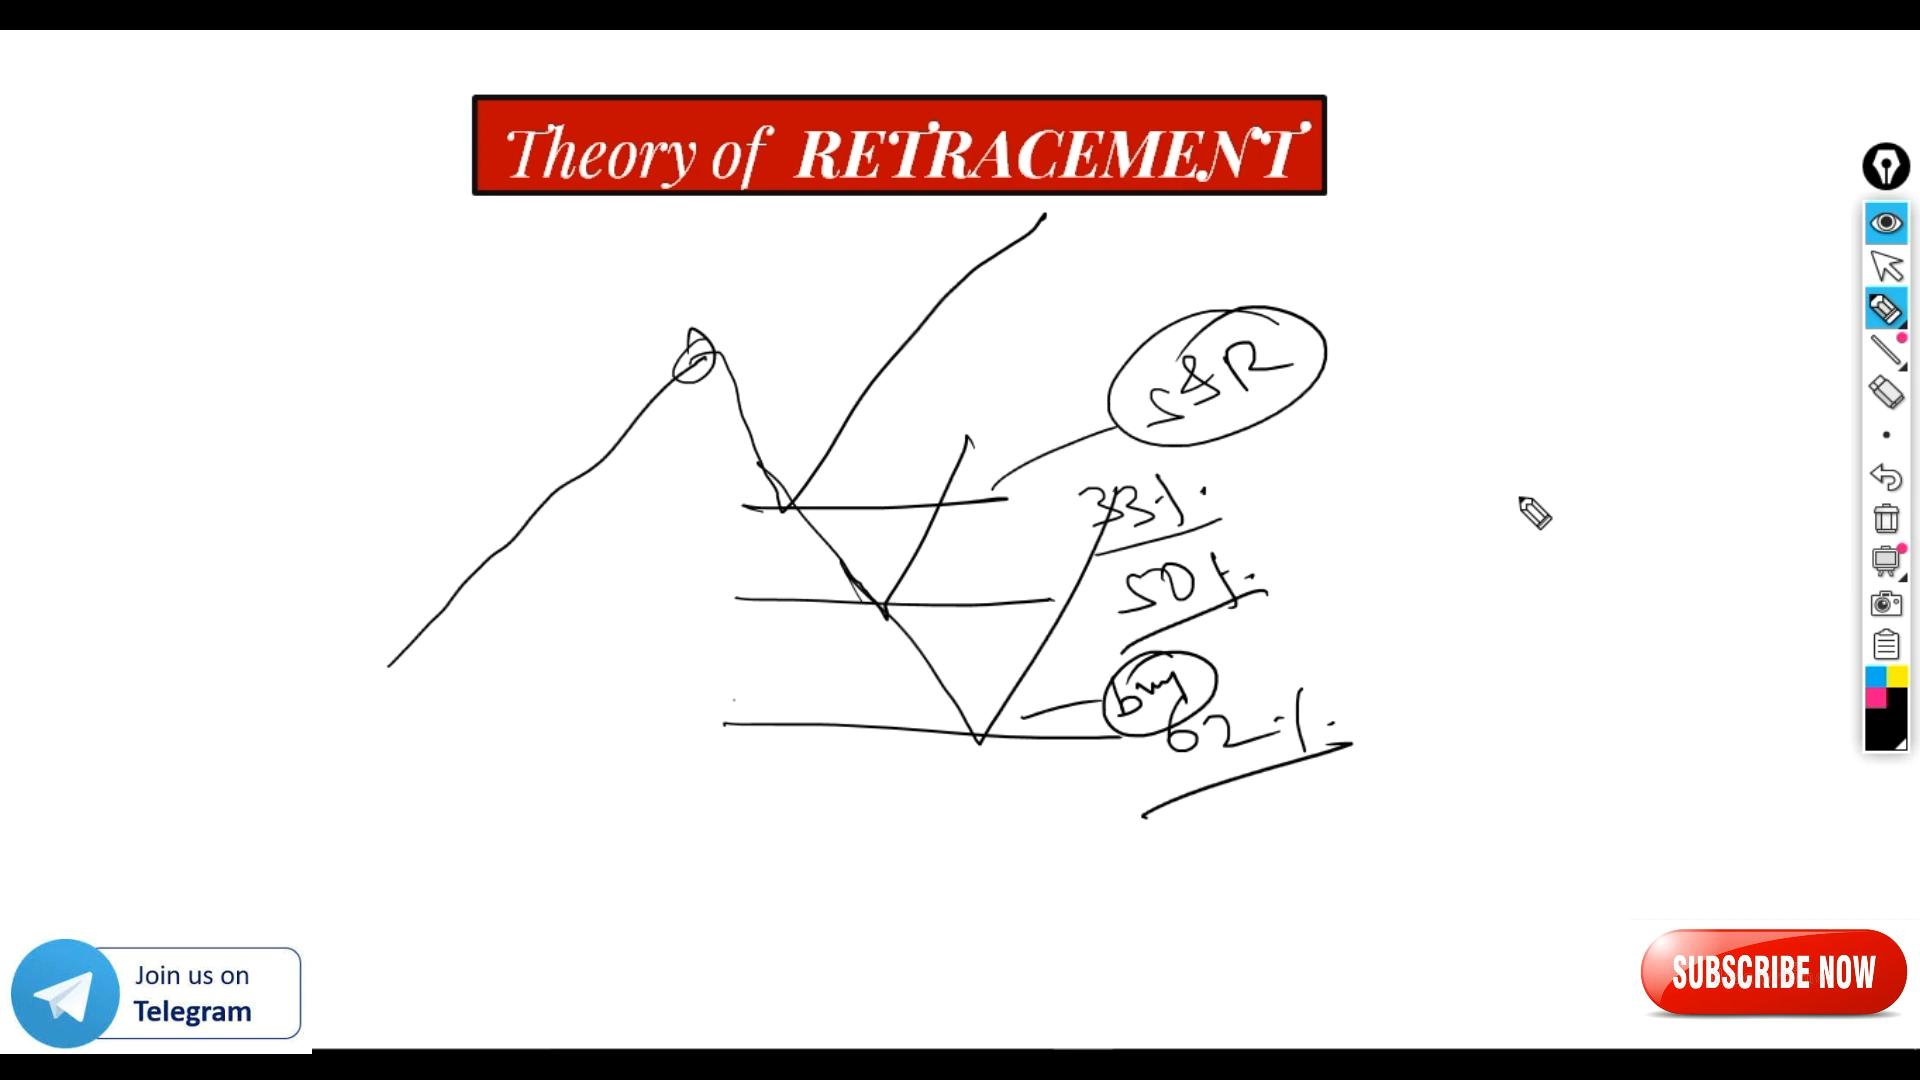 Theory of RETRACEMENT
S&R
33%
50%
buy
62%
Join us on
Telegram
SUBSCRIBE NOW